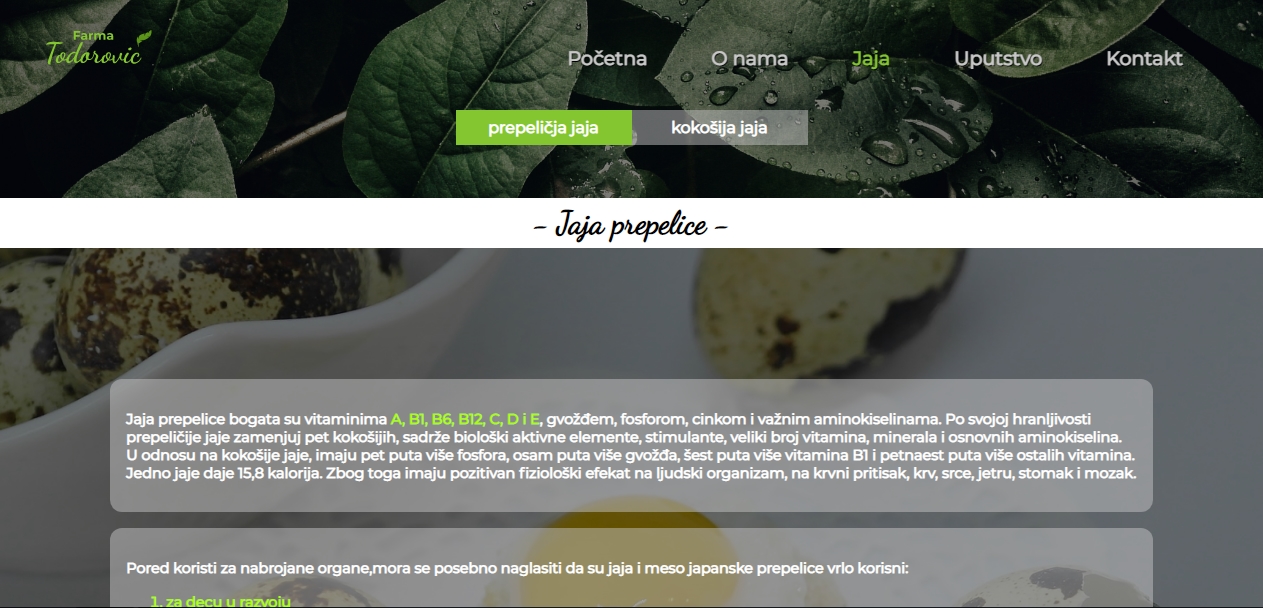 Farma
Todorović
Početna O nama Jaja Uputstvo Kontakt
prepeličja jaja kokošija jaja
– Jaja prepelice –
Jaja prepelice bogata su vitaminima A, B1, B6, B12, C, D i E, gvožđem, fosforom, cinkom i važnim aminokiselinama. Po svojoj hranljivosti
prepeličije jaje zamenjuj pet kokošijih, sadrže biološki aktivne elemente, stimulante, veliki broj vitamina, minerala i osnovnih aminokiselina.
U odnosu na kokošije jaje, imaju pet puta više fosfora, osam puta više gvožđa, šest puta više vitamina B1 i petnaest puta više ostalih vitamina.
Jedno jaje daje 15,8 kalorija. Zbog toga imaju pozitivan fiziološki efekat na ljudski organizam, na krvni pritisak, krv, srce, jetru, stomak i mozak.
Pored koristi za nabrojane organe,mora se posebno naglasiti da su jaja i meso japanske prepelice vrlo korisni:
1. za decu u razvoju